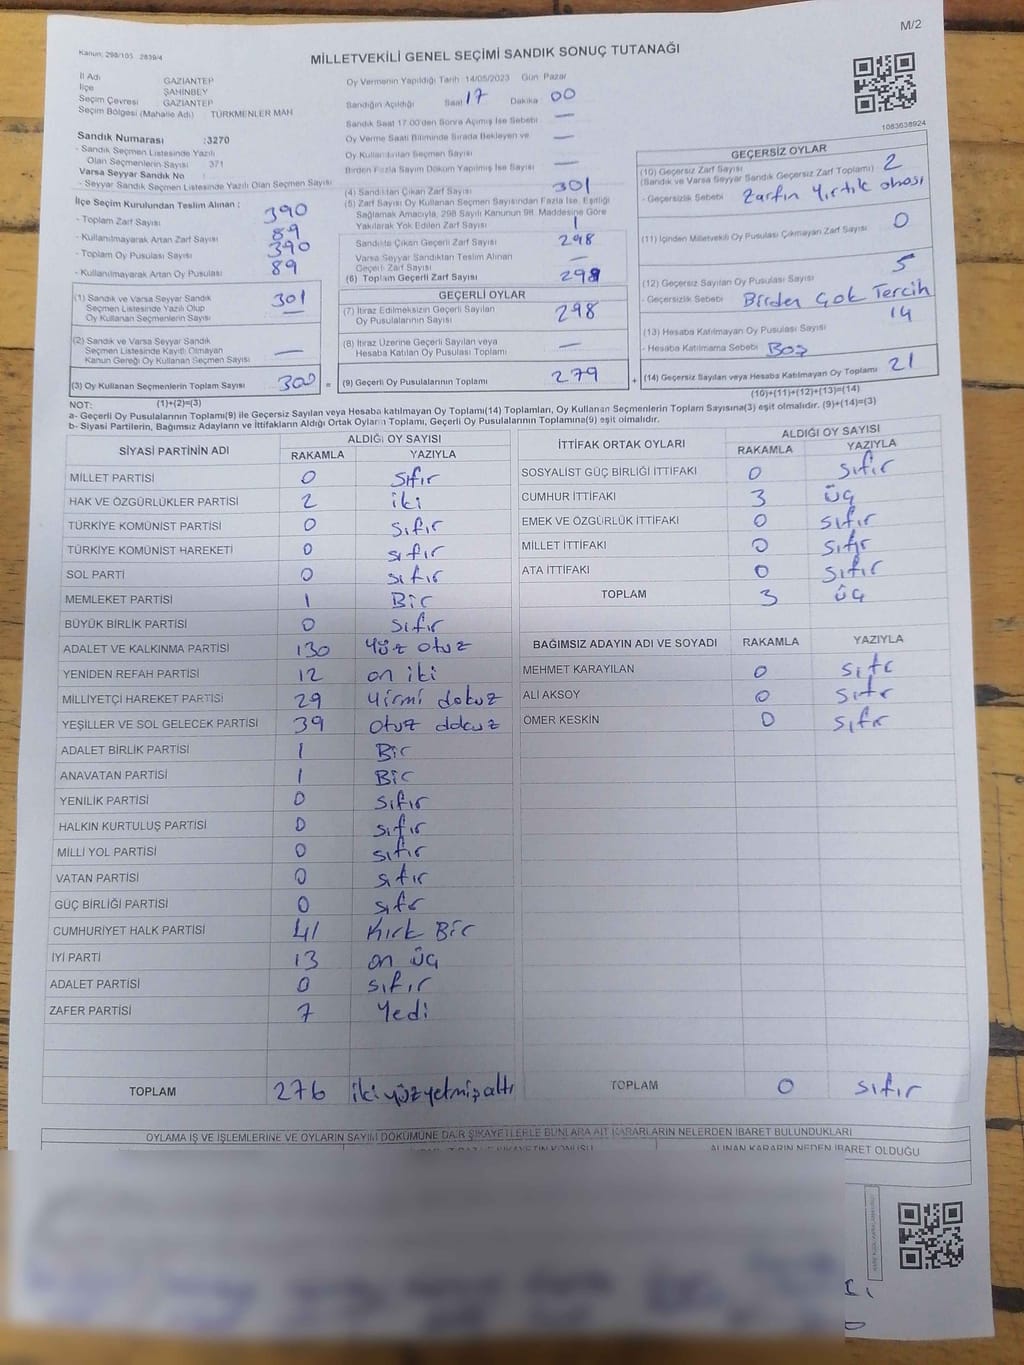 M/2
Kanun: 298/105 2839/4
MİLLETVEKİLİ GENEL SEÇİMİ SANDIK SONUÇ TUTANAĞI
İl Adı GAZİANTEP
İlçe ŞAHİNBEY
Seçim Çevresi GAZİANTEP
Seçim Bölgesi (Mahalle Adı) : TÜRKMENLER MAH
Sandık Numarası :3270
- Sandık Seçmen Listesinde Yazılı
Olan Seçmenlerin Sayısı : 371
Varsa Seyyar Sandık No
- Seyyar Sandık Seçmen Listesinde Yazılı Olan Seçmen Sayısı
İlçe Seçim Kurulundan Teslim Alınan :
- Toplam Zarf Sayısı 390
- Kullanılmayarak Artan Zarf Sayısı 89
- Toplam Oy Pusulası Sayısı 390
- Kullanılmayarak Artan Oy Pusulası 89
(1) Sandık ve Varsa Seyyar Sandık
Seçmen Listesinde Yazılı Olup
Oy Kullanan Seçmenlerin Sayısı 301
(2) Sandık ve Varsa Seyyar Sandık
Seçmen Listesinde Kayıtlı Olmayan
Kanun Gereği Oy Kullanan Seçmen Sayısı —
(3) Oy Kullanan Seçmenlerin Toplam Sayısı 300 =
(1)+(2)=(3)
Oy Vermenin Yapıldığı Tarih :14/05/2023 Gün Pazar
Sandığın Açıldığı Saat 17 Dakika 00
Sandık Saat 17.00'den Sonra Açılmış İse Sebebi : —
Oy Verme Saati Bitiminde Sırada Bekleyen ve
Oy Kullandırılan Seçmen Sayısı —
Birden Fazla Sayım Döküm Yapılmış İse Sayısı —
(4) Sandıktan Çıkan Zarf Sayısı 301
(5) Zarf Sayısı Oy Kullanan Seçmen Sayısından Fazla İse, Eşitliği
Sağlamak Amacıyla, 298 Sayılı Kanunun 98. Maddesine Göre
Yakılarak Yok Edilen Zarf Sayısı 1
Sandıkta Çıkan Geçerli Zarf Sayısı 298
Varsa Seyyar Sandıktan Teslim Alınan
Geçerli Zarf Sayısı —
(6) Toplam Geçerli Zarf Sayısı 298
GEÇERLİ OYLAR
(7) İtiraz Edilmeksizin Geçerli Sayılan
Oy Pusulalarının Sayısı 298
(8) İtiraz Üzerine Geçerli Sayılan veya
Hesaba Katılan Oy Pusulası Toplamı —
(9) Geçerli Oy Pusulalarının Toplamı 279 +
1083638924
GEÇERSİZ OYLAR
(10) Geçersiz Zarf Sayısı 2
(Sandık ve Varsa Seyyar Sandık Geçersiz Zarf Toplamı)
- Geçersizlik Sebebi Zarfın Yırtık olması
(11) İçinden Milletvekili Oy Pusulası Çıkmayan Zarf Sayısı 0
(12) Geçersiz Sayılan Oy Pusulası Sayısı 5
- Geçersizlik Sebebi Birden Çok Tercih
(13) Hesaba Katılmayan Oy Pusulası Sayısı 14
- Hesaba Katılmama Sebebi Boş
(14) Geçersiz Sayılan veya Hesaba Katılmayan Oy Toplamı 21
(10)+(11)+(12)+(13)=(14)
NOT:
a- Geçerli Oy Pusulalarının Toplamı(9) ile Geçersiz Sayılan veya Hesaba katılmayan Oy Toplamı(14) Toplamları, Oy Kullanan Seçmenlerin Toplam Sayısına(3) eşit olmalıdır. (9)+(14)=(3)
b- Siyasi Partilerin, Bağımsız Adayların ve İttifakların Aldığı Ortak Oyların Toplamı, Geçerli Oy Pusulalarının Toplamına(9) eşit olmalıdır.
SİYASİ PARTİNİN ADI ALDIĞI OY SAYISI
RAKAMLA YAZIYLA
MİLLET PARTİSİ 0 sıfır
HAK VE ÖZGÜRLÜKLER PARTİSİ 2 iki
TÜRKİYE KOMÜNİST PARTİSİ 0 sıfır
TÜRKİYE KOMÜNİST HAREKETİ 0 sıfır
SOL PARTİ 0 sıfır
MEMLEKET PARTİSİ 1 Bir
BÜYÜK BİRLİK PARTİSİ 0 sıfır
ADALET VE KALKINMA PARTİSİ 130 Yüz otuz
YENİDEN REFAH PARTİSİ 12 on iki
MİLLİYETÇİ HAREKET PARTİSİ 29 Yirmi dokuz
YEŞİLLER VE SOL GELECEK PARTİSİ 39 otuz dokuz
ADALET BİRLİK PARTİSİ 1 Bir
ANAVATAN PARTİSİ 1 Bir
YENİLİK PARTİSİ 0 sıfır
HALKIN KURTULUŞ PARTİSİ 0 sıfır
MİLLİ YOL PARTİSİ 0 sıfır
VATAN PARTİSİ 0 sıfır
GÜÇ BİRLİĞİ PARTİSİ 0 sıfır
CUMHURİYET HALK PARTİSİ 41 Kırk Bir
İYİ PARTİ 13 on üç
ADALET PARTİSİ 0 sıfır
ZAFER PARTİSİ 7 Yedi
TOPLAM 276 iki yüz yetmiş altı
İTTİFAK ORTAK OYLARI ALDIĞI OY SAYISI
RAKAMLA YAZIYLA
SOSYALİST GÜÇ BİRLİĞİ İTTİFAKI 0 sıfır
CUMHUR İTTİFAKI 3 üç
EMEK VE ÖZGÜRLÜK İTTİFAKI 0 sıfır
MİLLET İTTİFAKI 0 sıfır
ATA İTTİFAKI 0 sıfır
TOPLAM 3 üç
BAĞIMSIZ ADAYIN ADI VE SOYADI RAKAMLA YAZIYLA
MEHMET KARAYILAN 0 sıfr
ALİ AKSOY 0 sıfr
ÖMER KESKİN 0 sıfır
TOPLAM 0 sıfır
OYLAMA İŞ VE İŞLEMLERİNE VE OYLARIN SAYIM DÖKÜMÜNE DAİR ŞİKAYETLERLE BUNLARA AİT KARARLARIN NELERDEN İBARET BULUNDUKLARI
ALINAN KARARIN NEDEN İBARET OLDUĞU